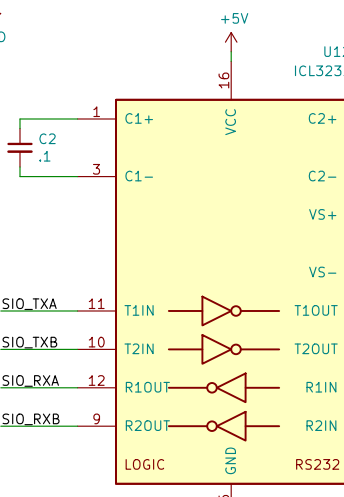 +5V
16
ICL323
1
C1+
VCC
C2+
C2
.1
3
C1-
C2-
VS+
VS-
SIO_TXA
11
T1IN
T1OUT
SIO_TXB
10
T2IN
T2OUT
SIO_RXA
12
R1OUT
R1IN
SIO_RXB
9
R2OUT
R2IN
LOGIC
GND
RS232